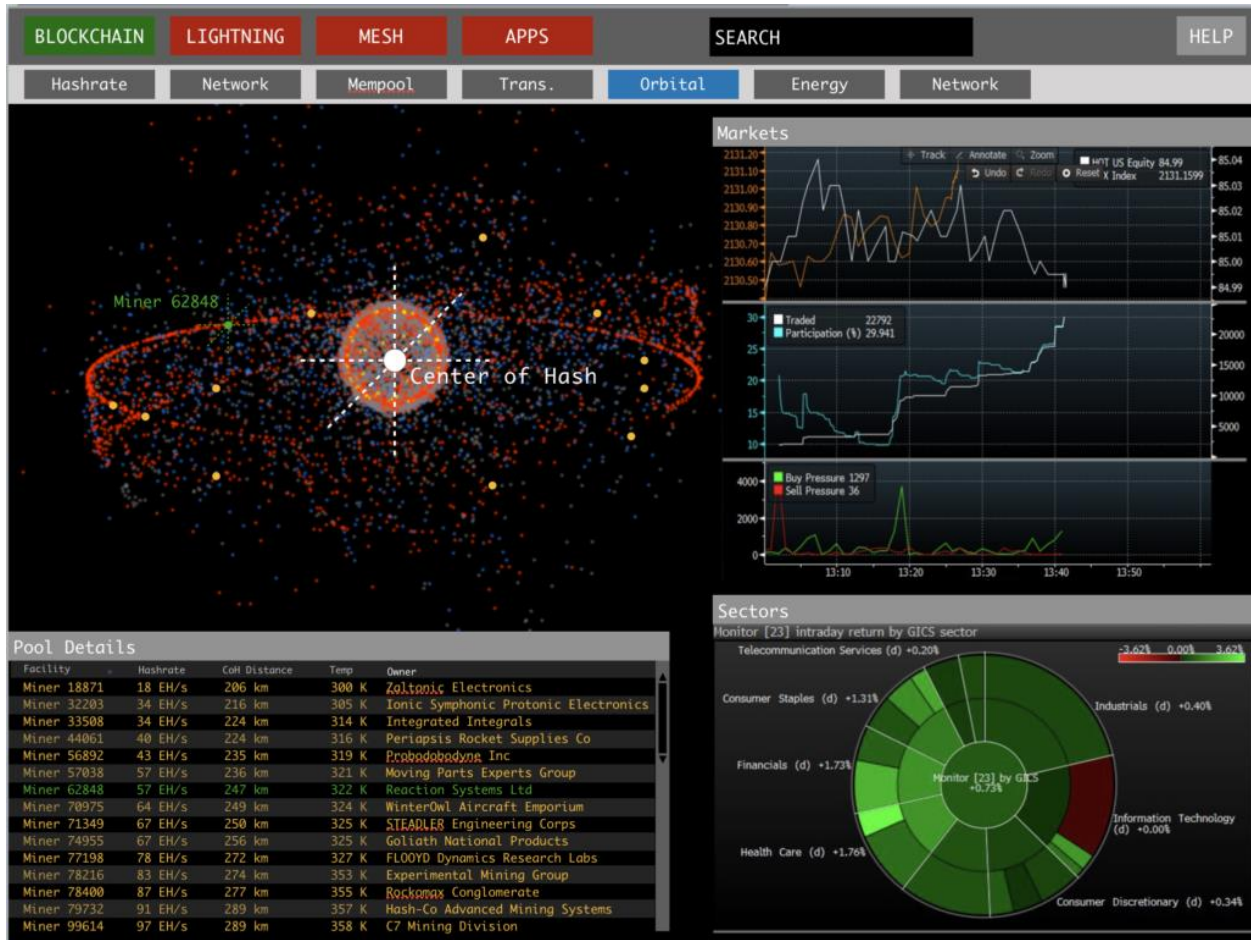 BLOCKCHAIN LIGHTNING MESH APPS SEARCH HELP
Hashrate Network Mempool Trans. Orbital Energy Network
Miner 62848
Center of Hash
Markets
Track Annotate Zoom
Undo Redo Reset
HOT US Equity 84.99
X Index 2131.1599
2131.20
2131.10
2131.00
2130.90
2130.80
2130.70
2130.60
2130.50
85.04
85.03
85.02
85.01
85.00
84.99
Traded 22792
Participation (%) 29.941
30
25
20
15
10
20000
15000
10000
5000
Buy Pressure 1297
Sell Pressure 36
4000
2000
0
13:10 13:20 13:30 13:40 13:50
Pool Details
Facility Hashrate CoH Distance Temp Owner
Miner 18871 18 EH/s 206 km 300 K Zaltonic Electronics
Miner 32203 34 EH/s 216 km 305 K Ionic Symphonic Protonic Electronics
Miner 33508 34 EH/s 224 km 314 K Integrated Integrals
Miner 44061 40 EH/s 224 km 316 K Periapsis Rocket Supplies Co
Miner 56892 43 EH/s 235 km 319 K Probodobodyne Inc
Miner 57038 57 EH/s 236 km 321 K Moving Parts Experts Group
Miner 62848 57 EH/s 247 km 322 K Reaction Systems Ltd
Miner 70975 64 EH/s 249 km 324 K WinterOwl Aircraft Emporium
Miner 71349 67 EH/s 250 km 325 K STEADLER Engineering Corps
Miner 74955 67 EH/s 256 km 325 K Goliath National Products
Miner 77198 78 EH/s 272 km 327 K FLOOYD Dynamics Research Labs
Miner 78216 83 EH/s 274 km 353 K Experimental Mining Group
Miner 78400 87 EH/s 277 km 355 K Rockomax Conglomerate
Miner 79732 91 EH/s 289 km 357 K Hash-Co Advanced Mining Systems
Miner 99614 97 EH/s 289 km 358 K C7 Mining Division
Sectors
Monitor [23] intraday return by GICS sector
-3.62% 0.00% 3.62%
Telecommunication Services (d) +0.20%
Consumer Staples (d) +1.31%
Industrials (d) +0.40%
Financials (d) +1.73%
Monitor [23] by GICS
+0.73%
Information Technology
(d) +0.00%
Health Care (d) +1.76%
Consumer Discretionary (d) +0.34%